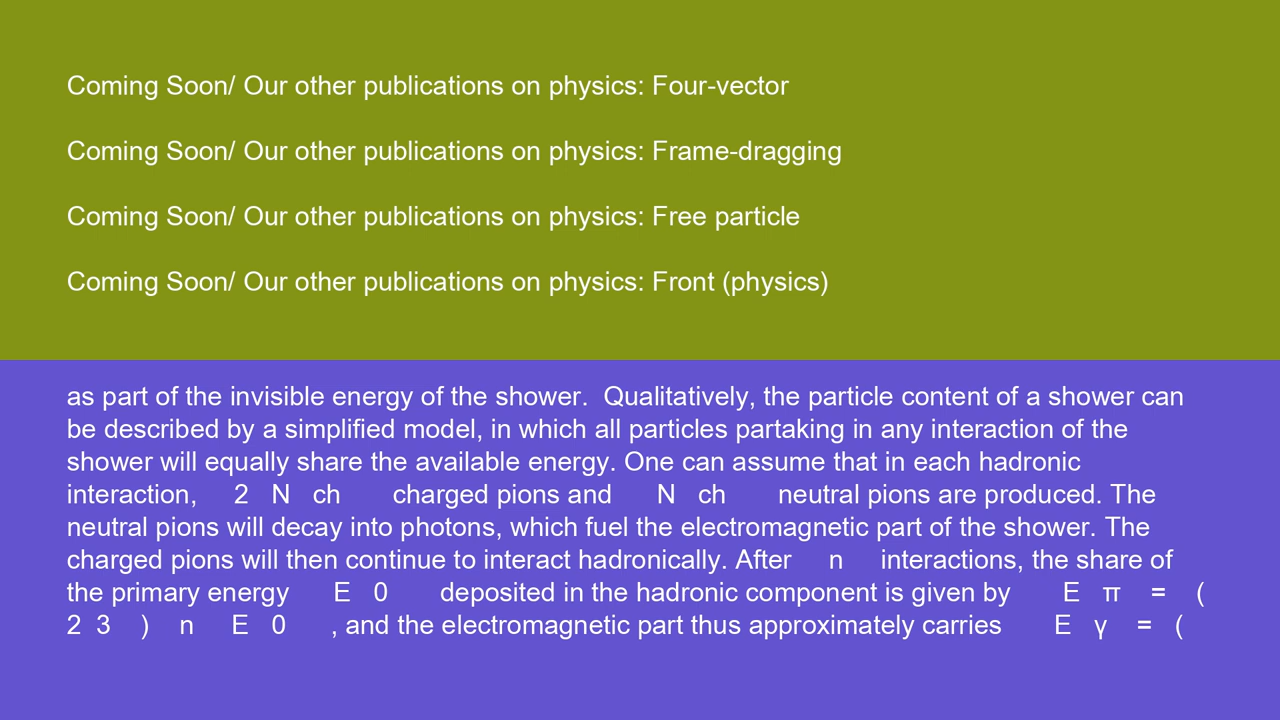 Coming Soon/ Our other publications on physics: Four-vector
Coming Soon/ Our other publications on physics: Frame-dragging
Coming Soon/ Our other publications on physics: Free particle
Coming Soon/ Our other publications on physics: Front (physics)
as part of the invisible energy of the shower.  Qualitatively, the particle content of a shower can
be described by a simplified model, in which all particles partaking in any interaction of the
shower will equally share the available energy. One can assume that in each hadronic
interaction,     2   N   ch       charged pions and      N   ch       neutral pions are produced. The
neutral pions will decay into photons, which fuel the electromagnetic part of the shower. The
charged pions will then continue to interact hadronically. After     n     interactions, the share of
the primary energy      E   0       deposited in the hadronic component is given by       E   π    =    (
2  3    )    n     E   0      , and the electromagnetic part thus approximately carries       E   γ    =   (